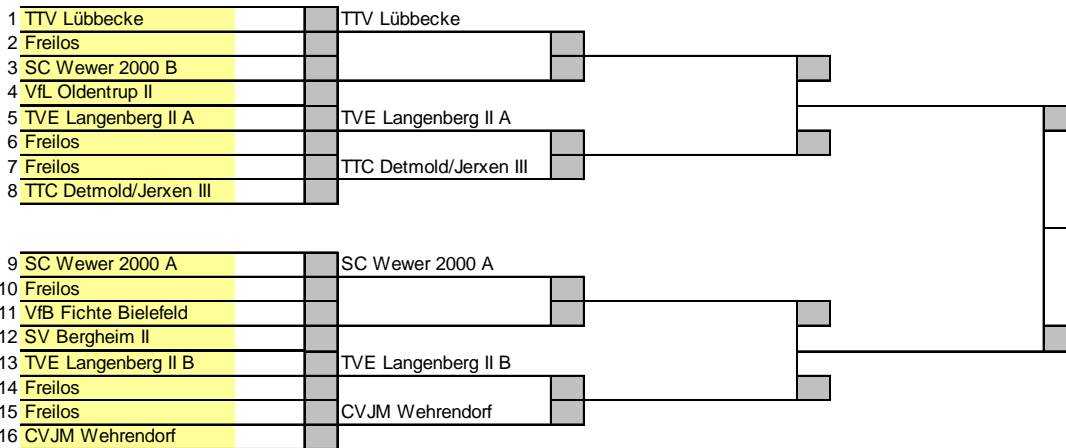 1 TTV Lübbecke TTV Lübbecke
2 Freilos
3 SC Wewer 2000 B
4 VfL Oldentrup II
5 TVE Langenberg II A TVE Langenberg II A
6 Freilos
7 Freilos TTC Detmold/Jerxen III
8 TTC Detmold/Jerxen III
9 SC Wewer 2000 A SC Wewer 2000 A
10 Freilos
11 VfB Fichte Bielefeld
12 SV Bergheim II
13 TVE Langenberg II B TVE Langenberg II B
14 Freilos
15 Freilos CVJM Wehrendorf
16 CVJM Wehrendorf